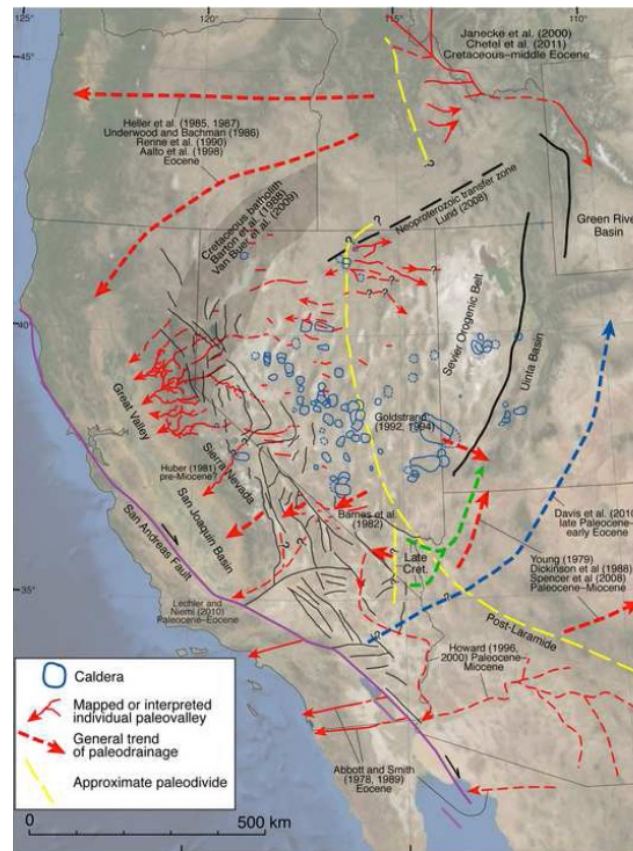 125°
120°
115°
110°
45°
Janecke et al. (2000)
Chetel et al. (2011)
Cretaceous–middle Eocene
Heller et al. (1985, 1987)
Underwood and Bachman (1986)
Renne et al. (1990)
Aalto et al. (1998)
Eocene
?
Cretaceous batholith
Barton et al. (1988)
Van Buer et al. (2009)
?
Neoproterozoic transfer zone
Lund (2008)
Green River
Basin
?
?
?
?
40°
Sevier Orogenic Belt
Uinta Basin
Great Valley
Goldstrand
(1992, 1994)
Huber (1981)
pre-Miocene?
Sierra Nevada
San Joaquin Basin
Barnes et al.
(1982)
Davis et al. (2010)
late Paleocene–
early Eocene
San Andreas Fault
Late
Cret.
Young (1979)
Dickinson et al (1988)
Spencer et al (2008)
Paleocene–Miocene
35°
Lechler and
Niemi (2010)
Paleocene–Eocene
?
?
Post-Laramide
Howard (1996,
2000) Paleocene–
Miocene
Caldera
Mapped or interpreted
individual paleovalley
General trend
of paleodrainage
Approximate paleodivide
Abbott and Smith
(1978, 1989)
Eocene
0
500 km